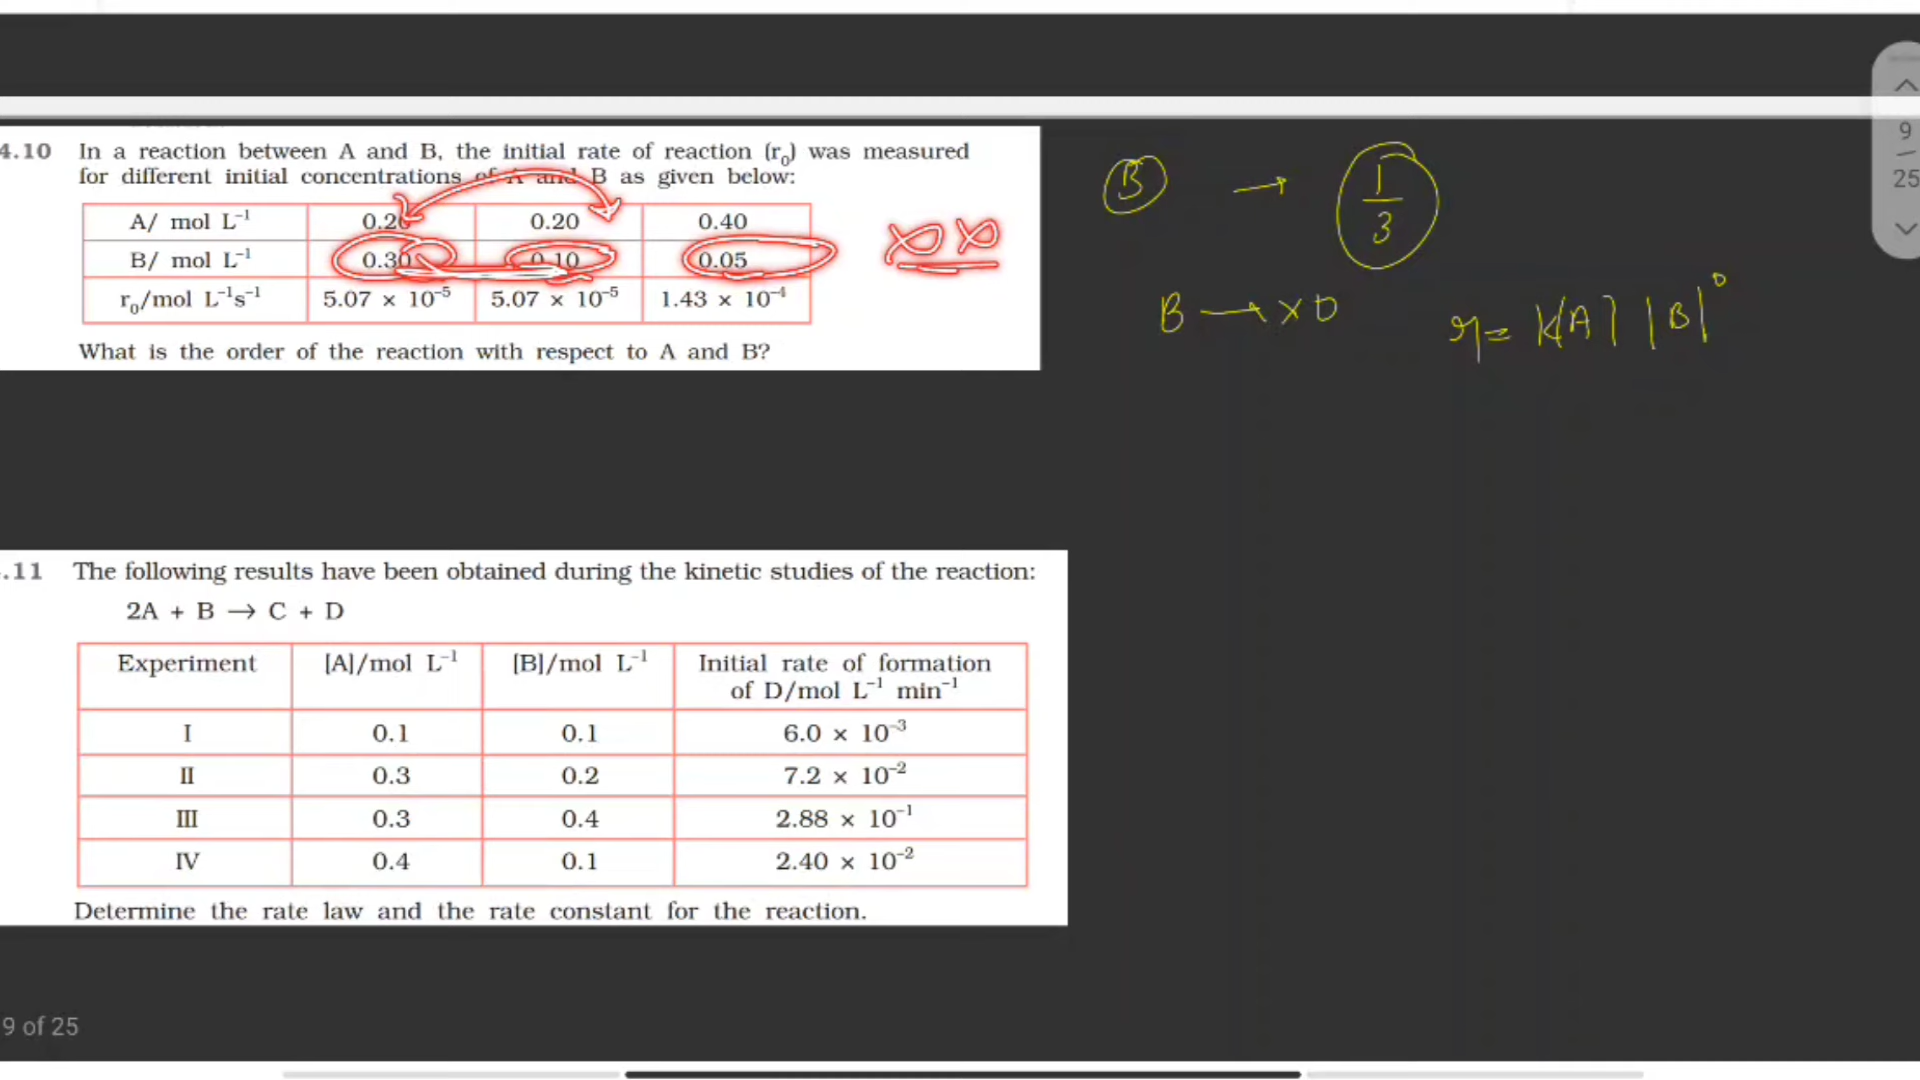 4.10 In a reaction between A and B, the initial rate of reaction (r₀) was measured
for different initial concentrations of A and B as given below:
A/ mol L⁻¹ 0.20 0.20 0.40
B/ mol L⁻¹ 0.30 0.10 0.05
r₀/mol L⁻¹s⁻¹ 5.07 × 10⁻⁵ 5.07 × 10⁻⁵ 1.43 × 10⁻⁴
What is the order of the reaction with respect to A and B?
B → 1/3
B → × 0
r = k[A] [B]⁰
.11 The following results have been obtained during the kinetic studies of the reaction:
2A + B → C + D
Experiment [A]/mol L⁻¹ [B]/mol L⁻¹ Initial rate of formation
of D/mol L⁻¹ min⁻¹
I 0.1 0.1 6.0 × 10⁻³
II 0.3 0.2 7.2 × 10⁻²
III 0.3 0.4 2.88 × 10⁻¹
IV 0.4 0.1 2.40 × 10⁻²
Determine the rate law and the rate constant for the reaction.
9 of 25
9
25